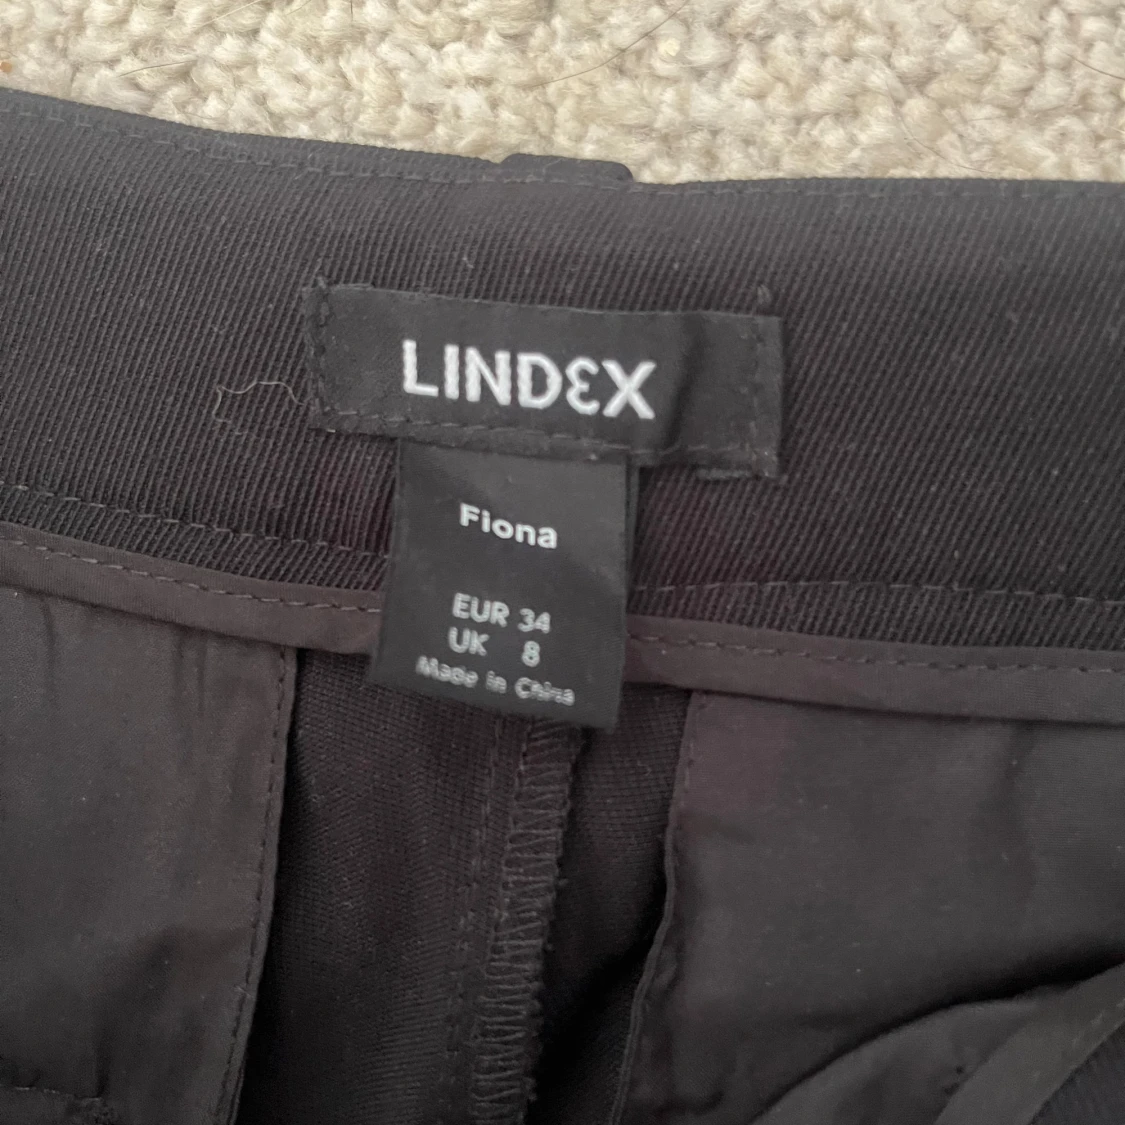 LINDEX
Fiona
EUR 34
UK 8
Made in China